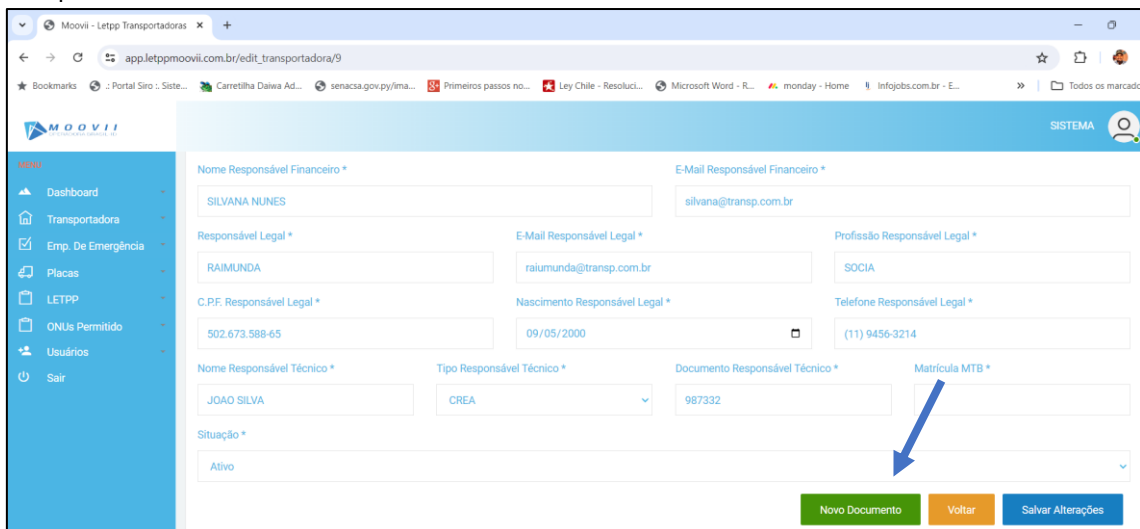 Moovii - Letpp Transportadoras
app.letppmoovii.com.br/edit_transportadora/9
Bookmarks .: Portal Siro :. Siste... Carretilha Daiwa Ad... senacsa.gov.py/ima... Primeiros passos no... Ley Chile - Resoluci... Microsoft Word - R... monday - Home Infojobs.com.br - E... » Todos os marcado
MOOVII SISTEMA
MENU
Dashboard
Transportadora
Emp. De Emergência
Placas
LETPP
ONUs Permitido
Usuários
Sair
Nome Responsável Financeiro * E-Mail Responsável Financeiro *
SILVANA NUNES silvana@transp.com.br
Responsável Legal * E-Mail Responsável Legal * Profissão Responsável Legal *
RAIMUNDA raiumunda@transp.com.br SOCIA
C.P.F. Responsável Legal * Nascimento Responsável Legal * Telefone Responsável Legal *
502.673.588-65 09/05/2000 (11) 9456-3214
Nome Responsável Técnico * Tipo Responsável Técnico * Documento Responsável Técnico * Matrícula MTB *
JOAO SILVA CREA 987332
Situação *
Ativo
Novo Documento Voltar Salvar Alterações